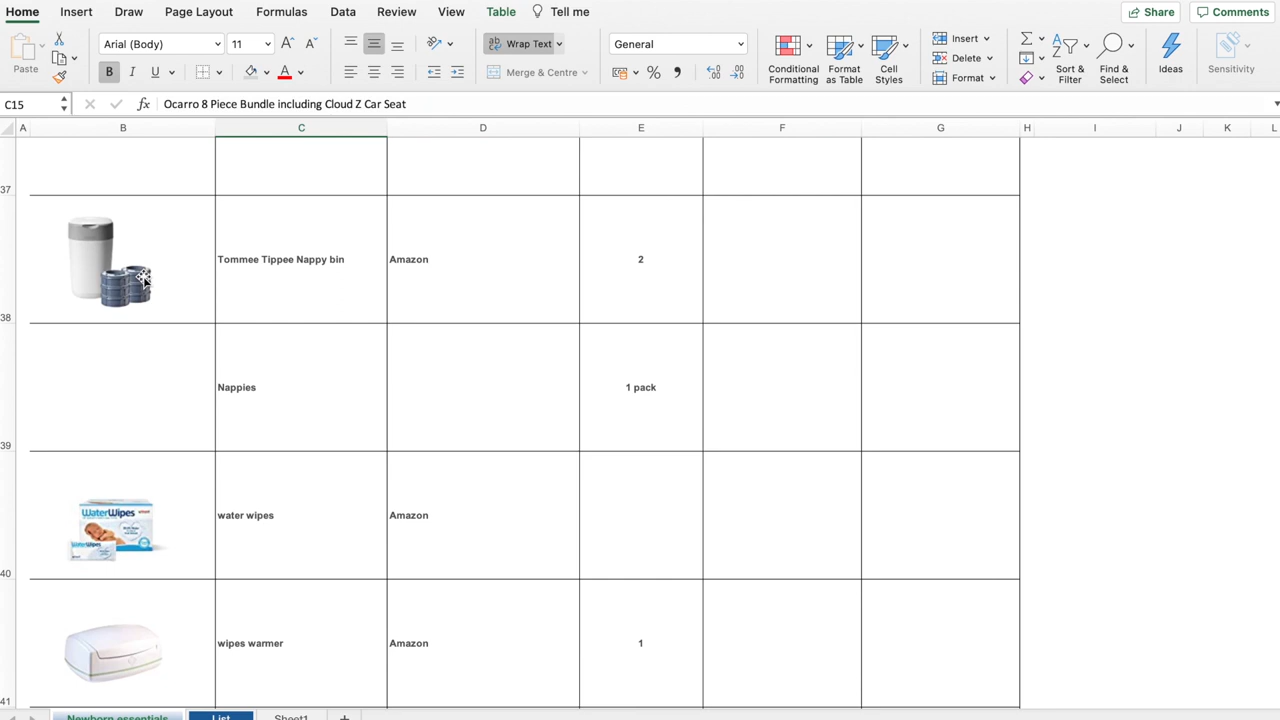 Home Insert Draw Page Layout Formulas Data Review View Table Tell me Share Comments
Paste Arial (Body) 11 A A Wrap Text General Insert Delete Format
B I U A Merge & Centre % Conditional Formatting Format as Table Cell Styles Sort & Filter Find & Select Ideas Sensitivity
C15 fx Ocarro 8 Piece Bundle including Cloud Z Car Seat
A B C D E F G H I J K L
37
Tommee Tippee Nappy bin Amazon 2
38
Nappies 1 pack
39
WaterWipes
WaterWipes
water wipes Amazon
40
wipes warmer Amazon 1
41
Newborn essentials List Sheet1 +